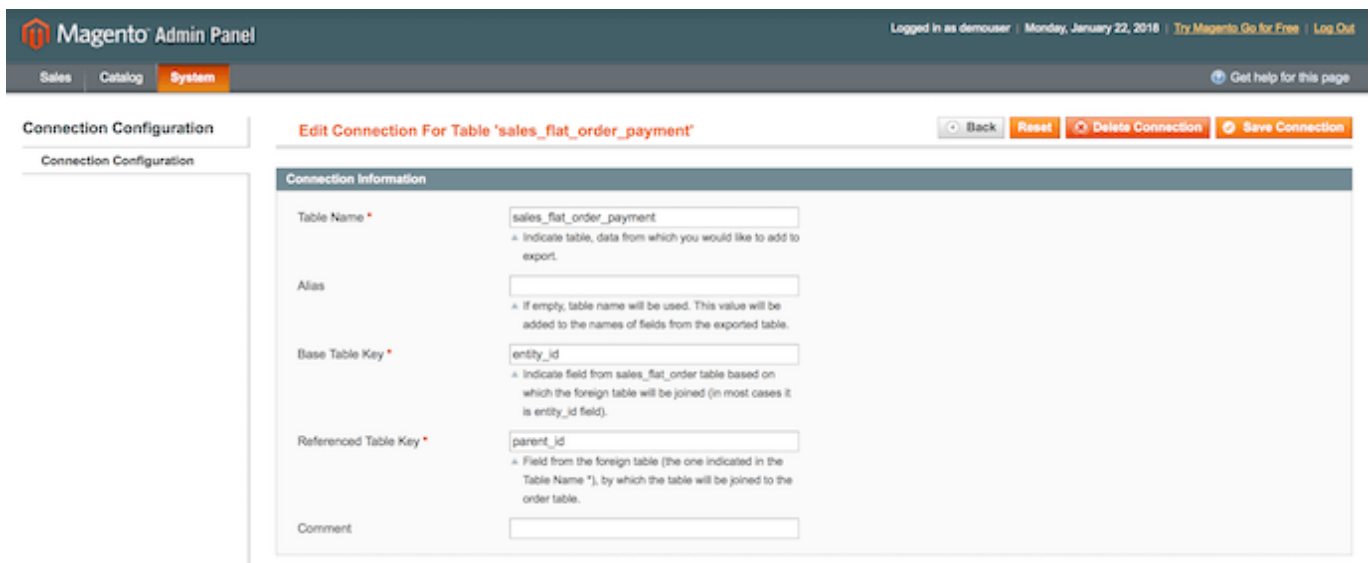 Magento® Admin Panel
Logged in as demouser | Monday, January 22, 2018 | Try Magento Go for Free | Log Out
Sales Catalog System
Get help for this page
Connection Configuration
Connection Configuration
Edit Connection For Table 'sales_flat_order_payment'
Back Reset Delete Connection Save Connection
Connection Information
Table Name *
sales_flat_order_payment
Indicate table, data from which you would like to add to
export.
Alias
If empty, table name will be used. This value will be
added to the names of fields from the exported table.
Base Table Key *
entity_id
Indicate field from sales_flat_order table based on
which the foreign table will be joined (in most cases it
is entity_id field).
Referenced Table Key *
parent_id
Field from the foreign table (the one indicated in the
Table Name *), by which the table will be joined to the
order table.
Comment